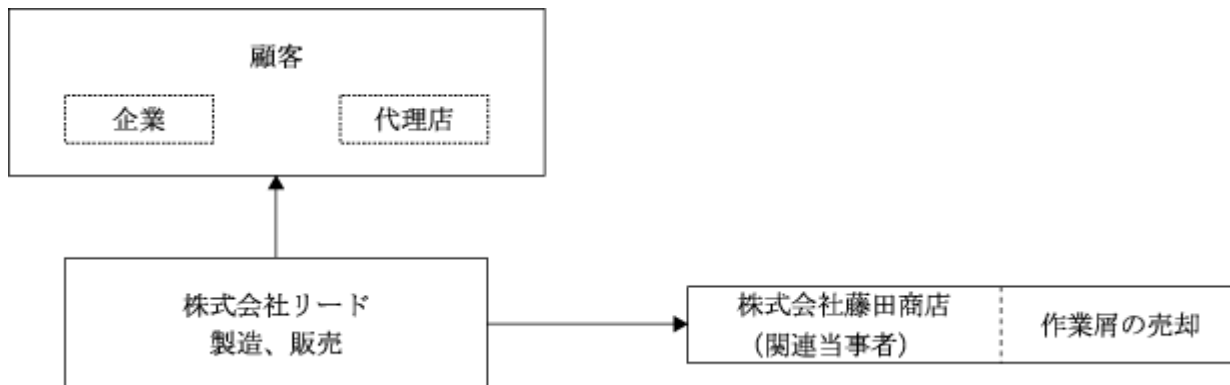 顧客
企業
代理店
株式会社リード
製造、販売
株式会社藤田商店
（関連当事者）
作業屑の売却